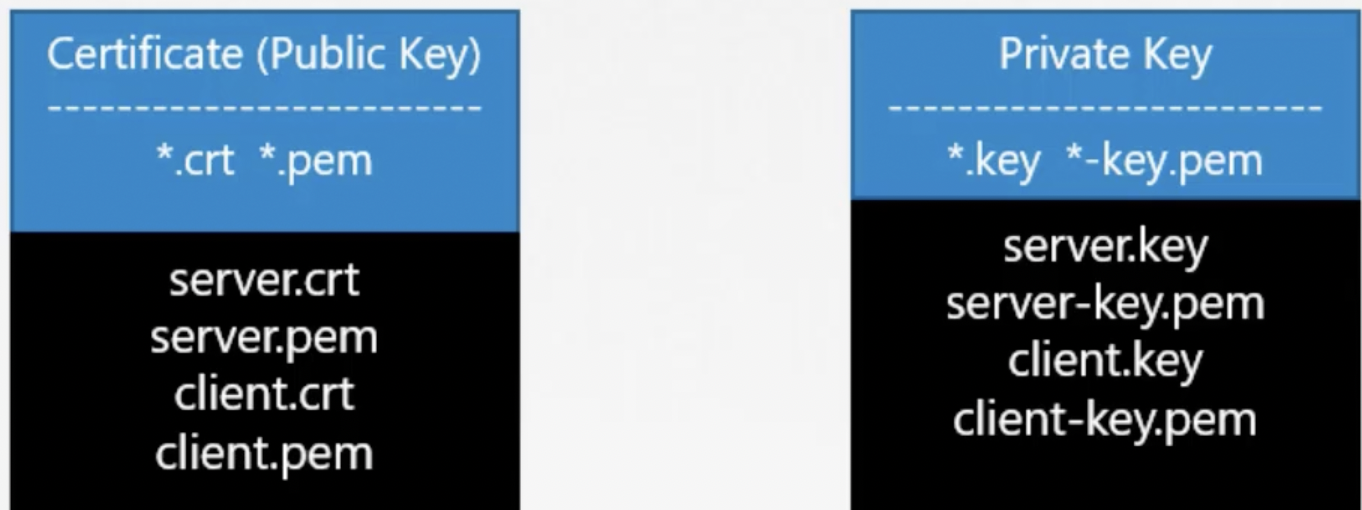 Certificate (Public Key)
-------------------------
*.crt *.pem
server.crt
server.pem
client.crt
client.pem
Private Key
-------------------------
*.key *-key.pem
server.key
server-key.pem
client.key
client-key.pem